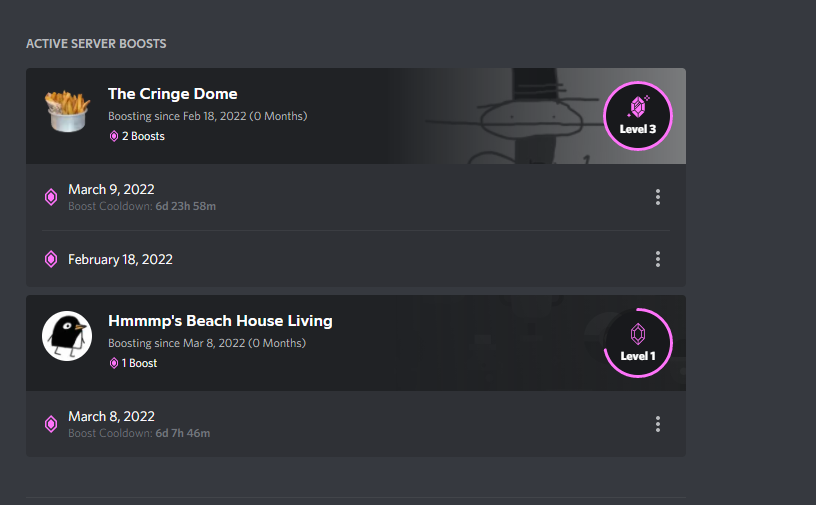 ACTIVE SERVER BOOSTS
The Cringe Dome
Boosting since Feb 18, 2022 (0 Months)
2 Boosts
Level 3
March 9, 2022
Boost Cooldown: 6d 23h 58m
February 18, 2022
Hmmmp's Beach House Living
Boosting since Mar 8, 2022 (0 Months)
1 Boost
Level 1
March 8, 2022
Boost Cooldown: 6d 7h 46m